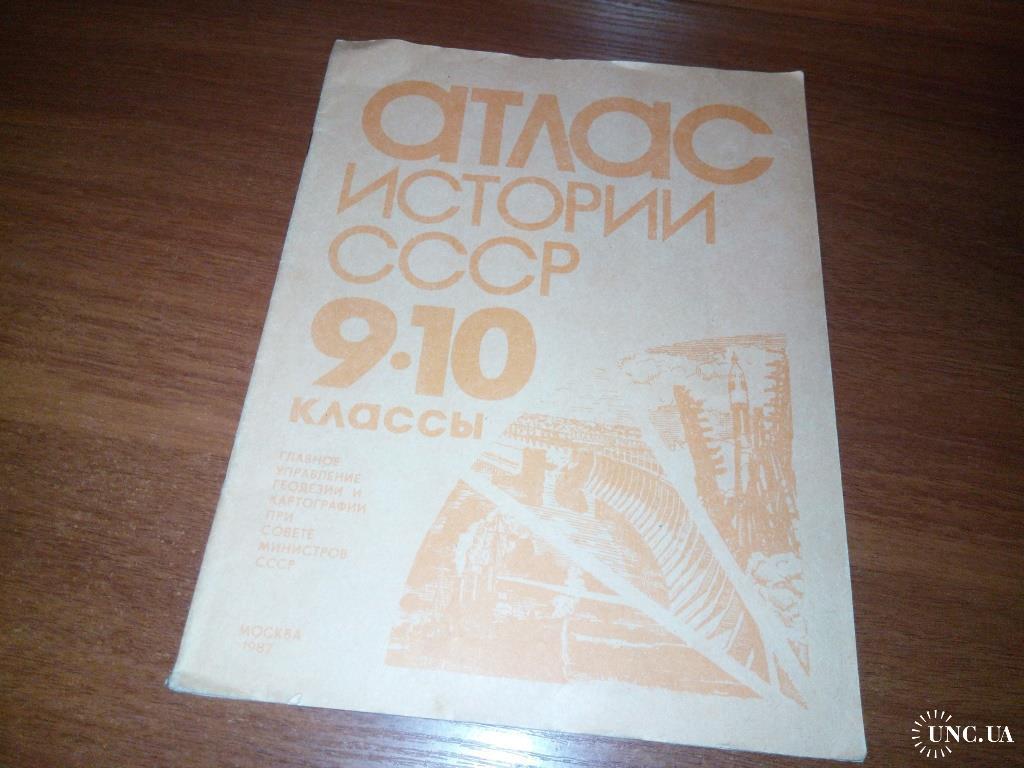 атлас
ИСТОРИИ
СССР
9·10
классы
ГЛАВНОЕ
УПРАВЛЕНИЕ
ГЕОДЕЗИИ И
КАРТОГРАФИИ
ПРИ
СОВЕТЕ
МИНИСТРОВ
СССР
МОСКВА
1987
UNC.UA